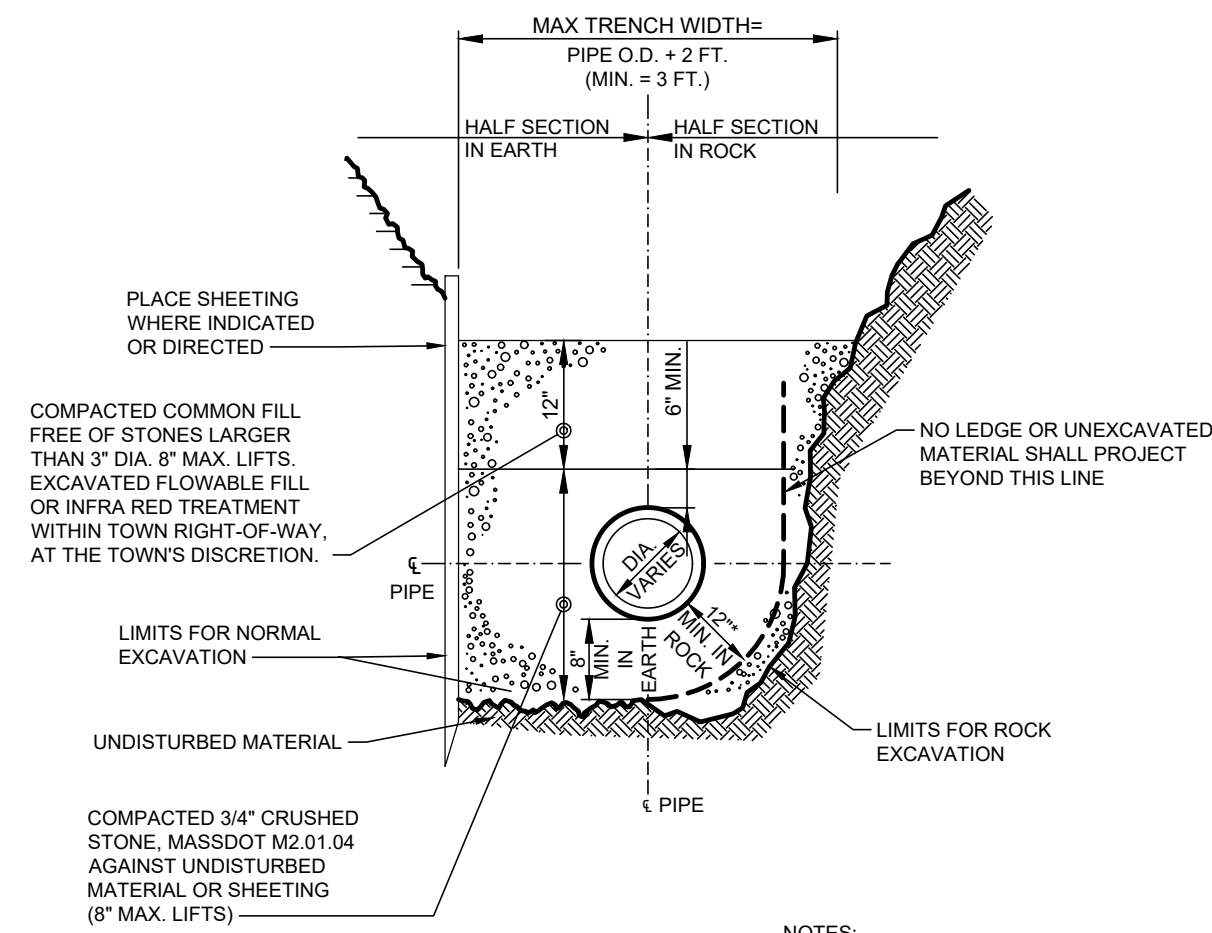 MAX TRENCH WIDTH=
PIPE O.D. + 2 FT.
(MIN. = 3 FT.)
HALF SECTION
IN EARTH
HALF SECTION
IN ROCK
PLACE SHEETING
WHERE INDICATED
OR DIRECTED
12"
6" MIN.
COMPACTED COMMON FILL
FREE OF STONES LARGER
THAN 3" DIA. 8" MAX. LIFTS.
EXCAVATED FLOWABLE FILL
OR INFRA RED TREATMENT
WITHIN TOWN RIGHT-OF-WAY,
AT THE TOWN'S DISCRETION.
NO LEDGE OR UNEXCAVATED
MATERIAL SHALL PROJECT
BEYOND THIS LINE
℄
PIPE
DIA.
VARIES
LIMITS FOR NORMAL
EXCAVATION
8"
MIN.
IN
EARTH
12"*
MIN. IN
ROCK
UNDISTURBED MATERIAL
LIMITS FOR ROCK
EXCAVATION
℄ PIPE
COMPACTED 3/4" CRUSHED
STONE, MASSDOT M2.01.04
AGAINST UNDISTURBED
MATERIAL OR SHEETING
(8" MAX. LIFTS)
NOTES: